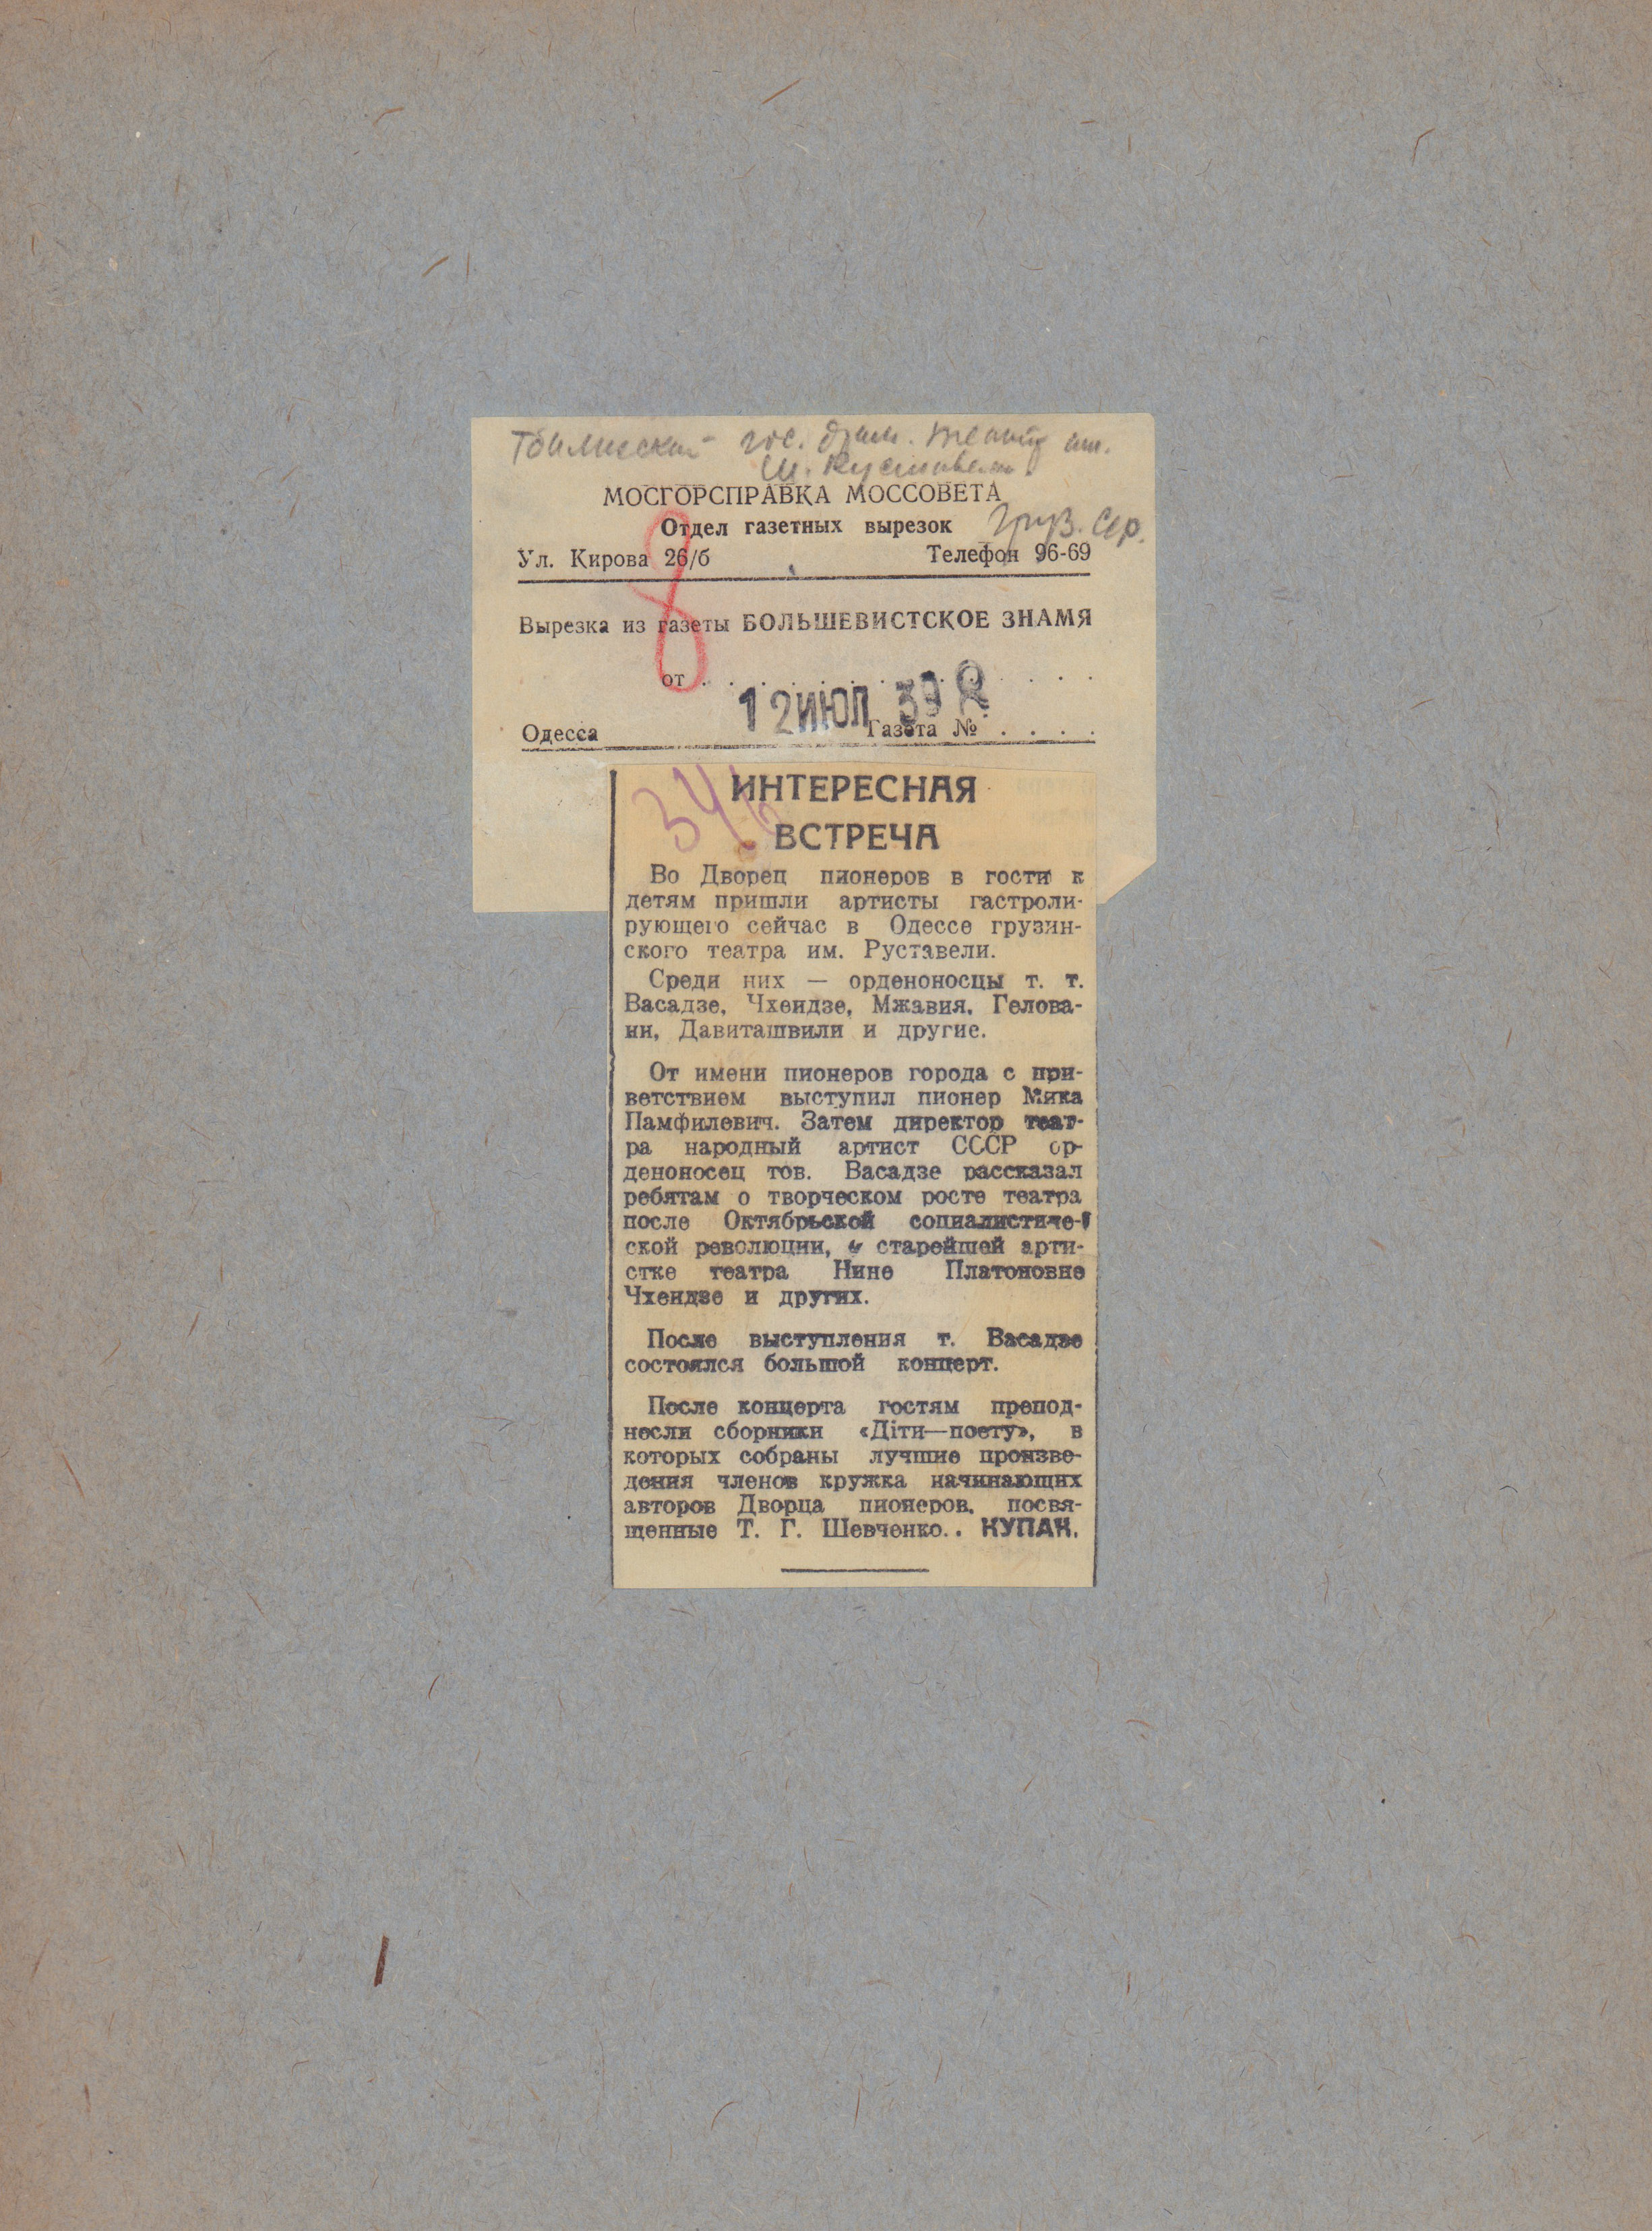 Тбилисский гос. драм. театр им.
Ш. Руставели
МОСГОРСПРАВКА МОССОВЕТА
Отдел газетных вырезок Груз. Сер.
Ул. Кирова 26/б Телефон 96-69
8
Вырезка из газеты БОЛЬШЕВИСТСКОЕ ЗНАМЯ
от . . . . . . . . . . . . .
12 ИЮЛ 39
Одесса Газета № . . . .
34
ИНТЕРЕСНАЯ
ВСТРЕЧА
Во Дворец пионеров в гости к
детям пришли артисты гастроли-
рующего сейчас в Одессе грузин-
ского театра им. Руставели.
Среди них — орденоносцы т. т.
Васадзе, Чхеидзе, Мжавия, Гелова-
ни, Давиташвили и другие.
От имени пионеров города с при-
ветствием выступил пионер Мика
Памфилевич. Затем директор теат-
ра народный артист СССР ор-
деноносец тов. Васадзе рассказал
ребятам о творческом росте театра
после Октябрьской социалистиче-
ской революции, о старейшей арти-
стке театра Нине Платоновне
Чхеидзе и других.
После выступления т. Васадзе
состоялся большой концерт.
После концерта гостям препод-
несли сборники «Діти—поету», в
которых собраны лучшие произве-
дения членов кружка начинающих
авторов Дворца пионеров, посвя-
щенные Т. Г. Шевченко.. КУПАК.